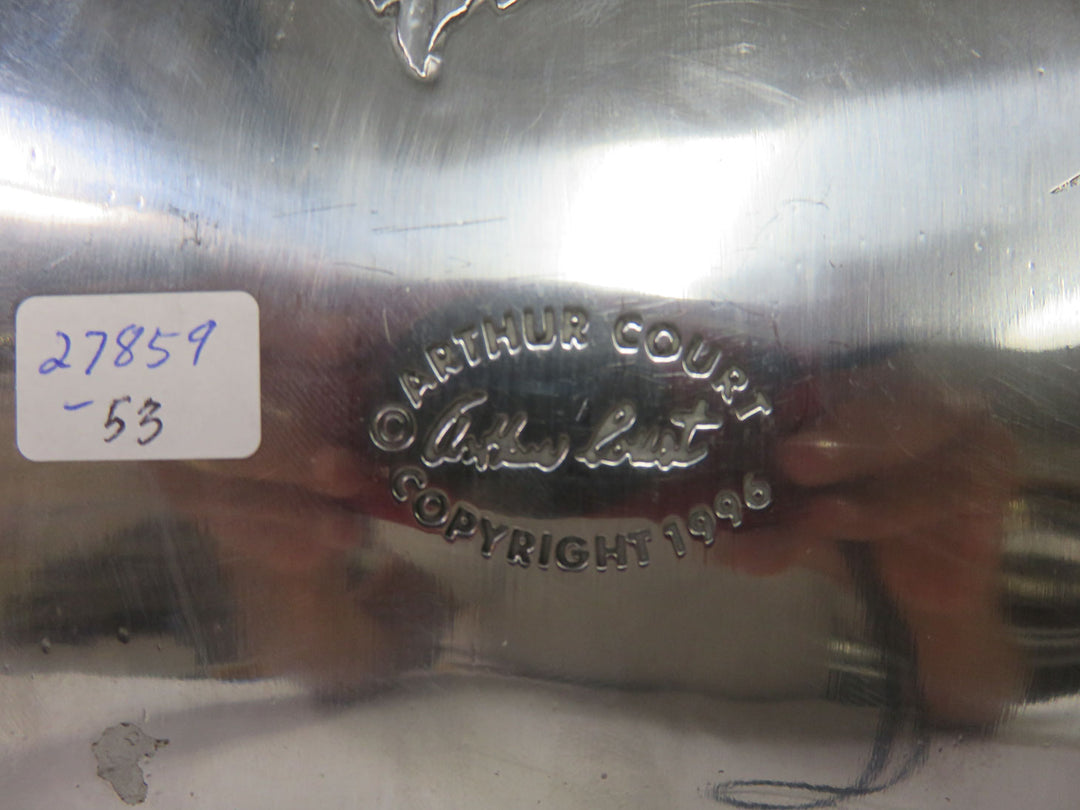 27859
-53
ARTHUR COURT
©
Arthur Court
COPYRIGHT 1996